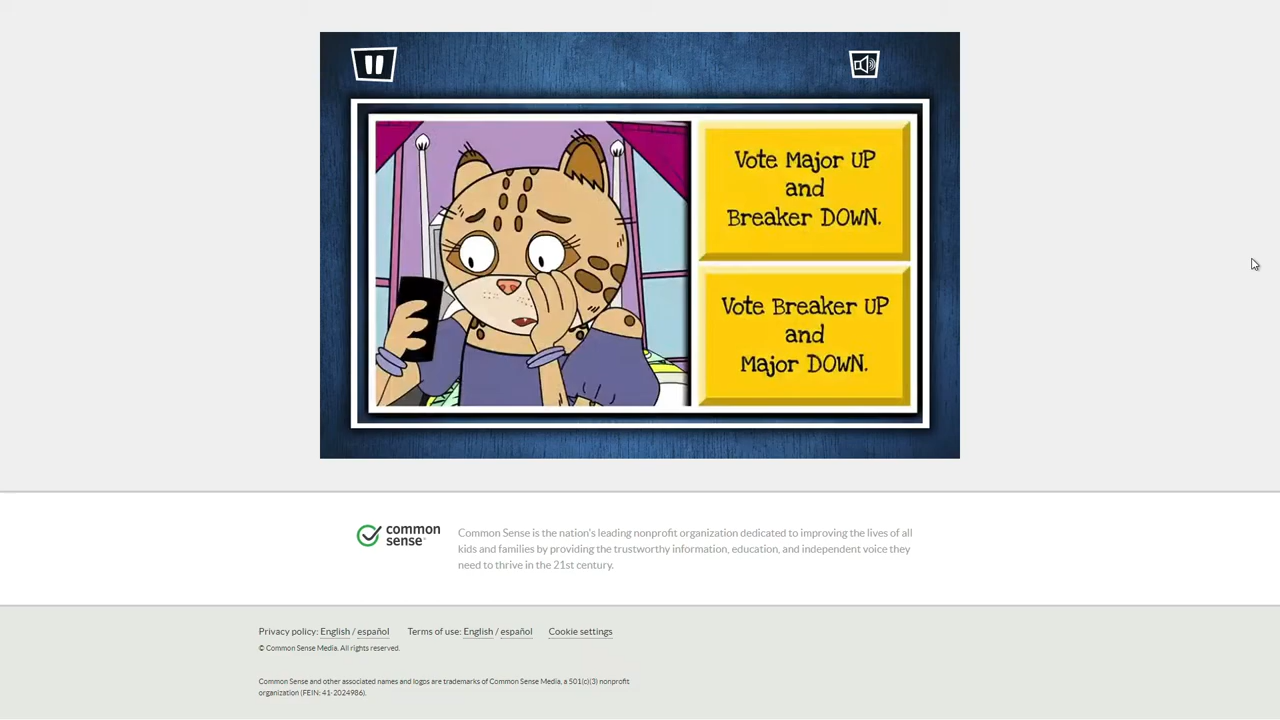 Vote Major UP
and
Breaker DOWN.
Vote Breaker UP
and
Major DOWN.
common
sense
Common Sense is the nation's leading nonprofit organization dedicated to improving the lives of all
kids and families by providing the trustworthy information, education, and independent voice they
need to thrive in the 21st century.
Privacy policy: English / español Terms of use: English / español Cookie settings
© Common Sense Media. All rights reserved.
Common Sense and other associated names and logos are trademarks of Common Sense Media, a 501(c)(3) nonprofit
organization (FEIN: 41-2024986).